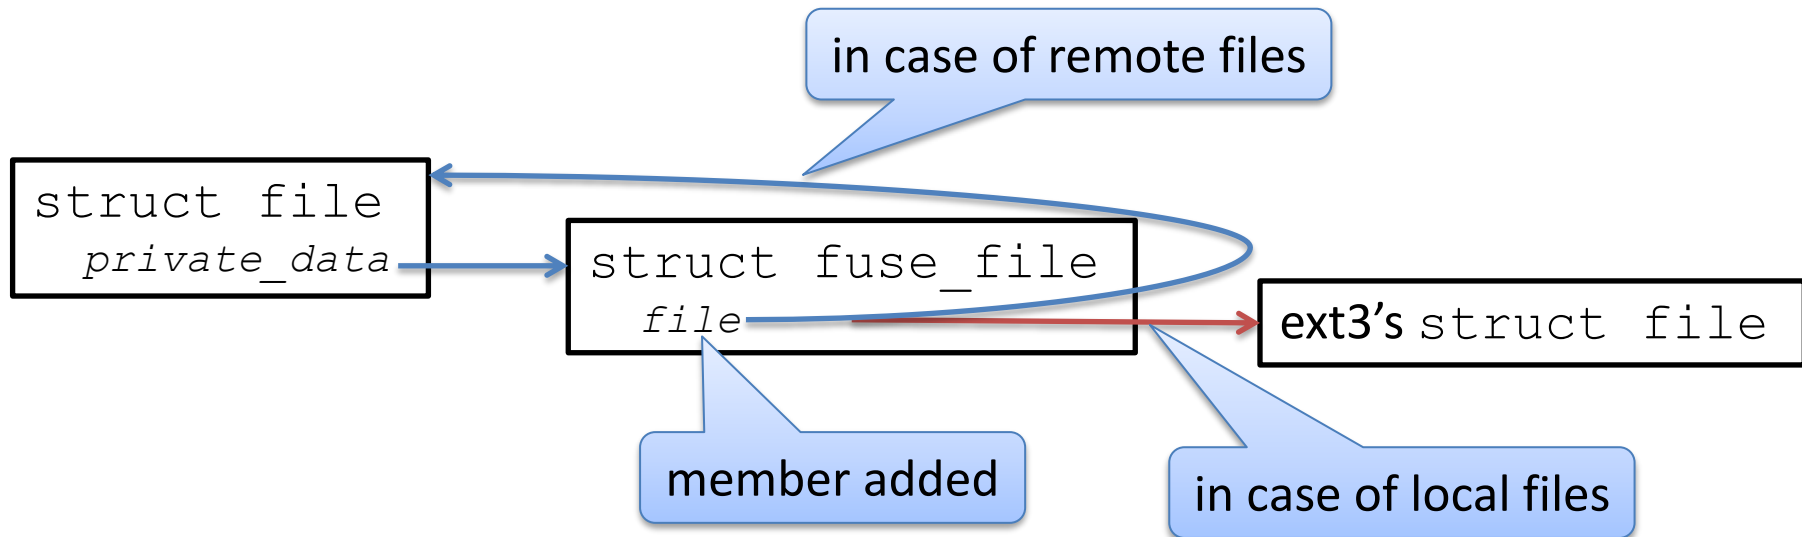 in case of remote files
struct file
private_data
struct fuse_file
file
ext3’s struct file
member added
in case of local files